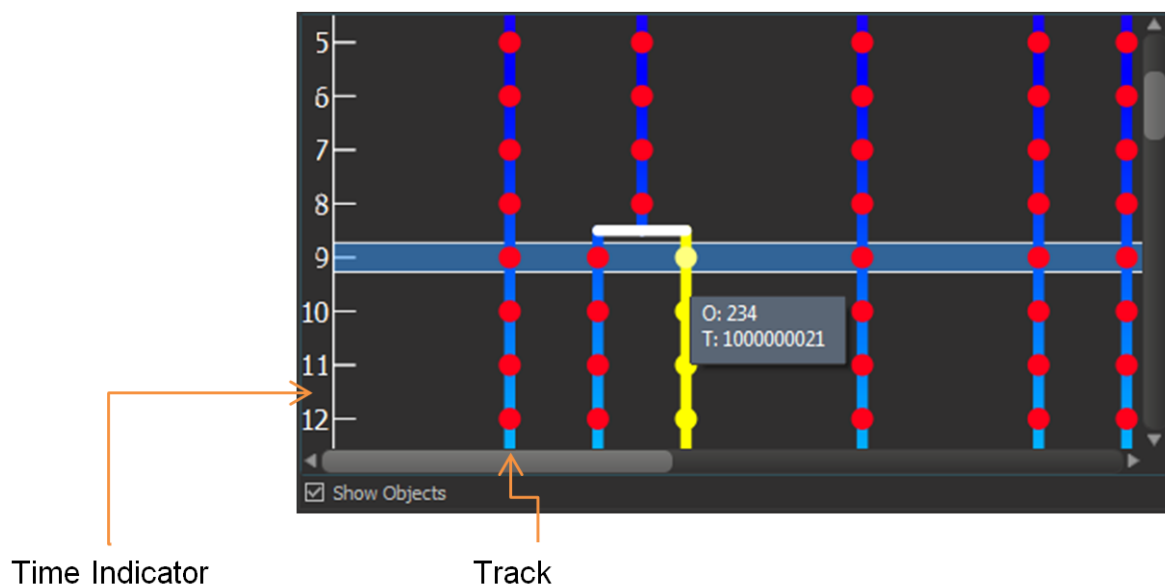 5
6
7
8
9
10
O: 234
T: 1000000021
11
12
Show Objects
Time Indicator
Track